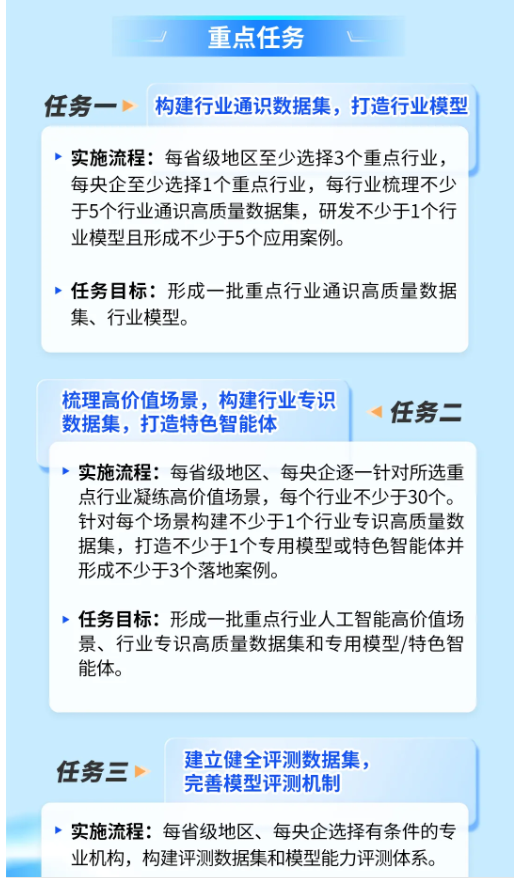 重点任务
任务一
构建行业通识数据集，打造行业模型
实施流程：每省级地区至少选择3个重点行业，
每央企至少选择1个重点行业，每行业梳理不少
于5个行业通识高质量数据集，研发不少于1个行
业模型且形成不少于5个应用案例。
任务目标：形成一批重点行业通识高质量数据
集、行业模型。
梳理高价值场景，构建行业专识
数据集，打造特色智能体
任务二
实施流程：每省级地区、每央企逐一针对所选重
点行业凝练高价值场景，每个行业不少于30个。
针对每个场景构建不少于1个行业专识高质量数
据集，打造不少于1个专用模型或特色智能体并
形成不少于3个落地案例。
任务目标：形成一批重点行业人工智能高价值场
景、行业专识高质量数据集和专用模型/特色智
能体。
任务三
建立健全评测数据集，
完善模型评测机制
实施流程：每省级地区、每央企选择有条件的专
业机构，构建评测数据集和模型能力评测体系。